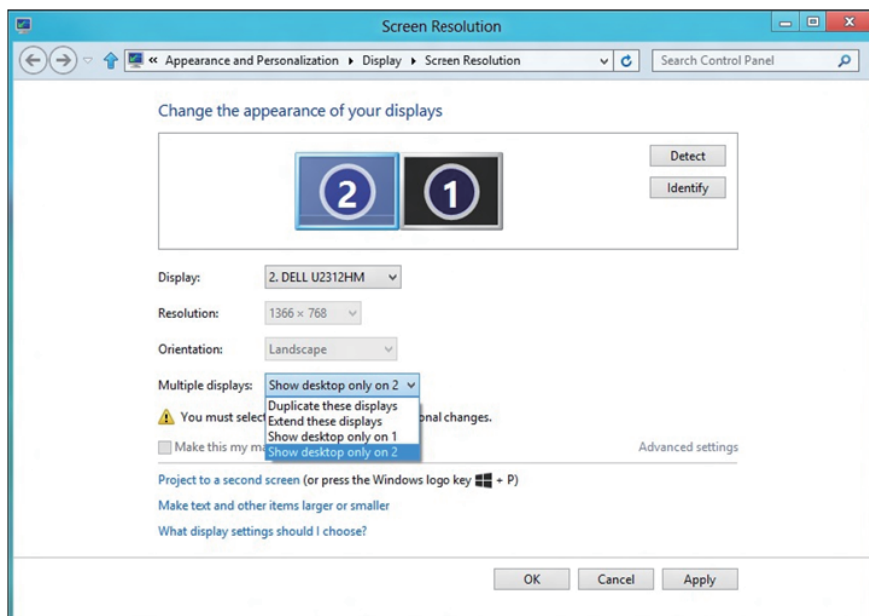 Screen Resolution
« Appearance and Personalization ▸ Display ▸ Screen Resolution Search Control Panel
Change the appearance of your displays
2 1
Detect
Identify
Display: 2. DELL U2312HM
Resolution: 1366 × 768
Orientation: Landscape
Multiple displays: Show desktop only on 2
Duplicate these displays
You must selec onal changes.
Extend these displays
Show desktop only on 1
Make this my m Show desktop only on 2 Advanced settings
Project to a second screen (or press the Windows logo key + P)
Make text and other items larger or smaller
What display settings should I choose?
OK Cancel Apply